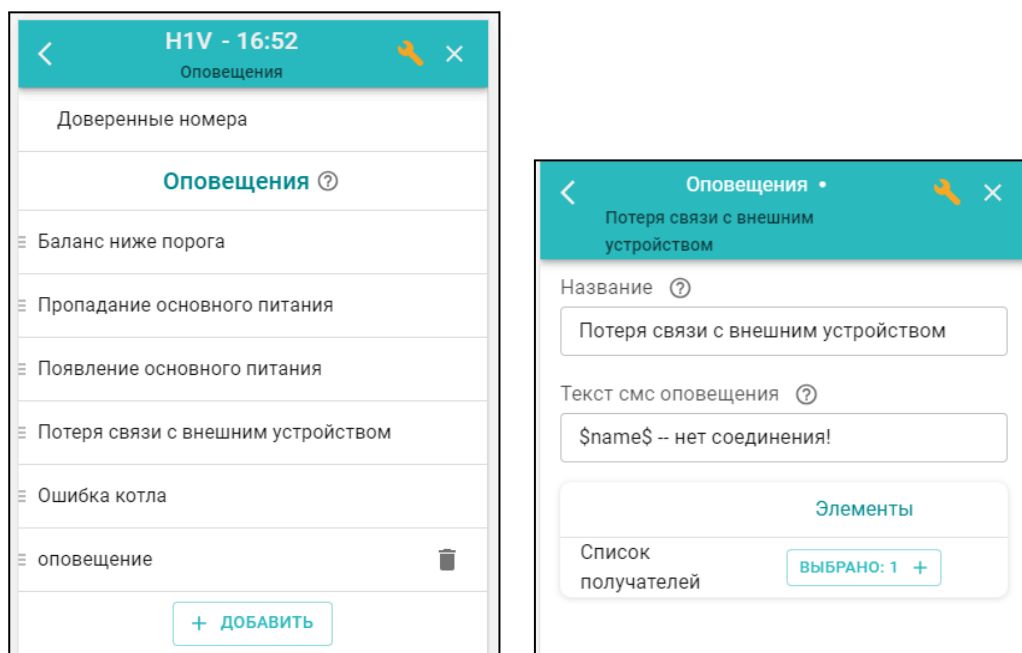 H1V - 16:52
Оповещения
Доверенные номера
Оповещения
Баланс ниже порога
Пропадание основного питания
Появление основного питания
Потеря связи с внешним устройством
Ошибка котла
оповещение
+ ДОБАВИТЬ
Оповещения •
Потеря связи с внешним
устройством
Название
Потеря связи с внешним устройством
Текст смс оповещения
$name$ -- нет соединения!
Элементы
Список
получателей
ВЫБРАНО: 1 +